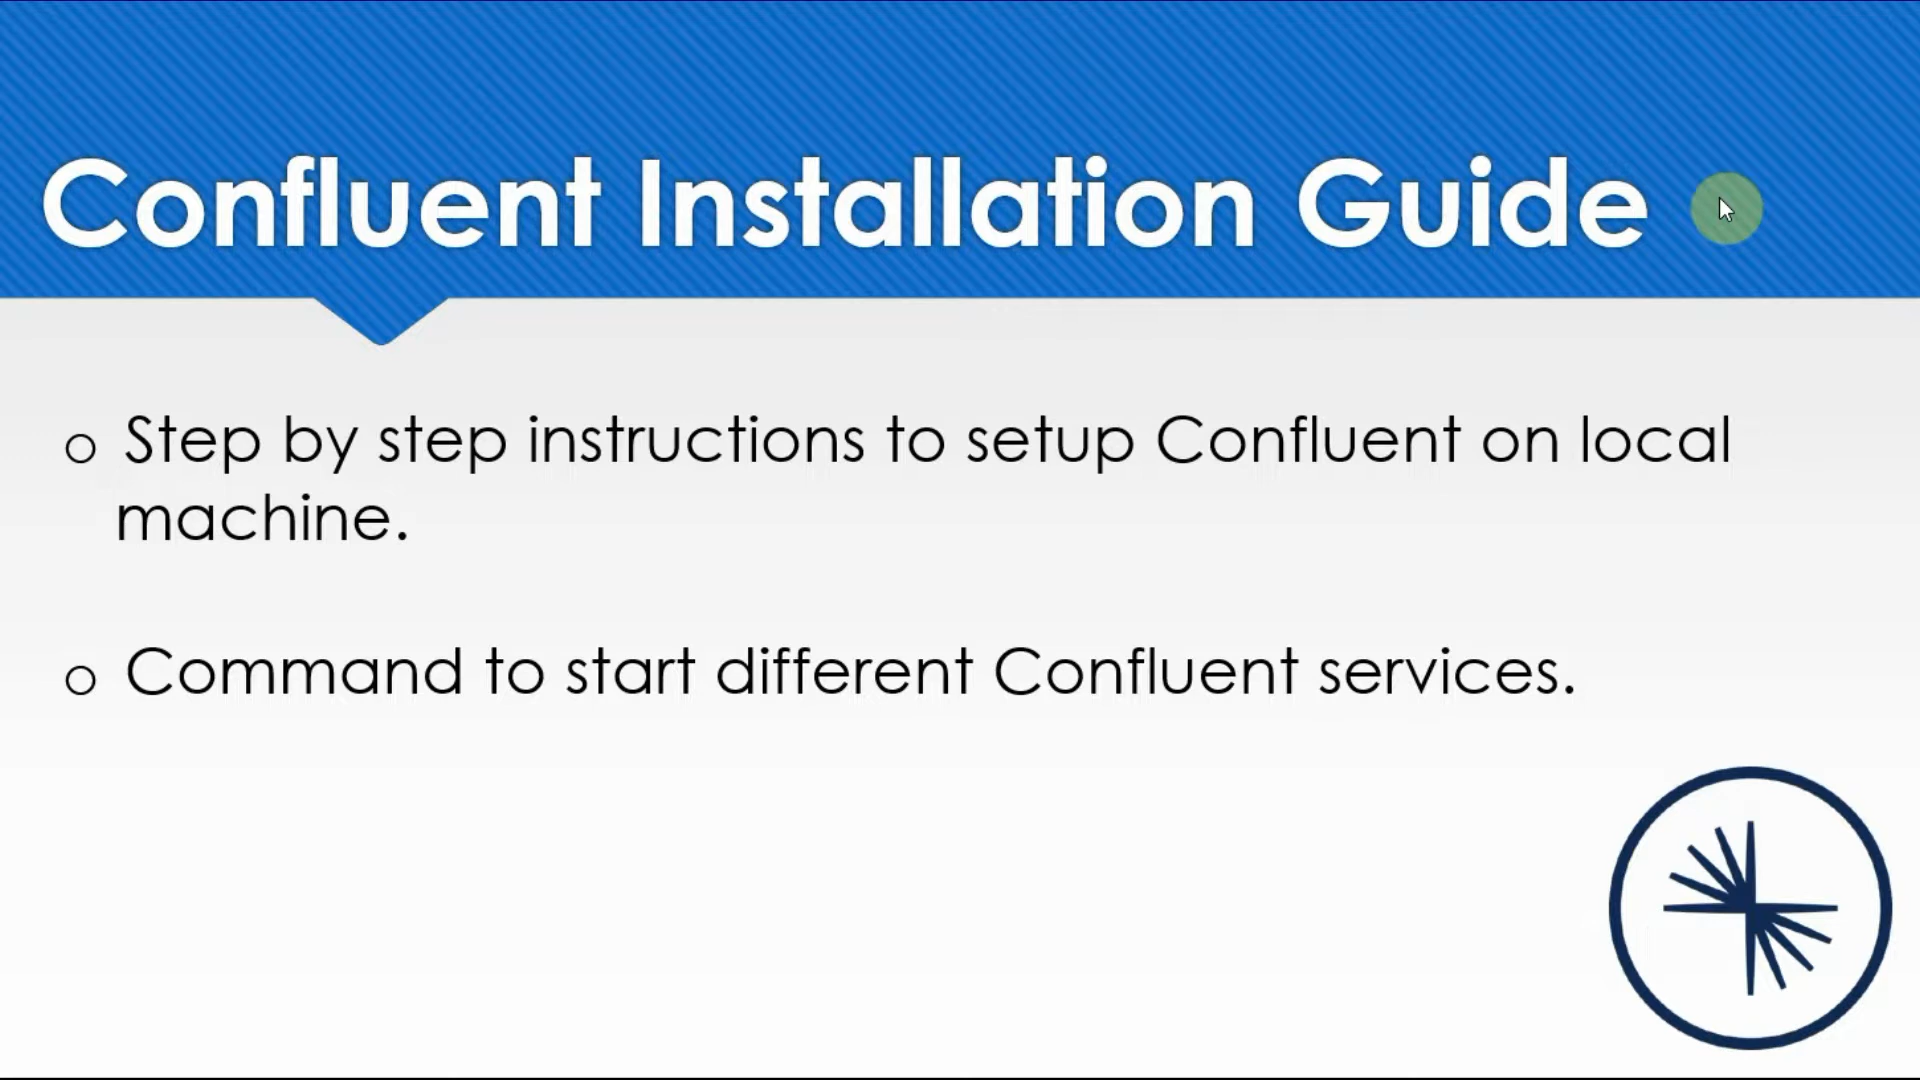 Confluent Installation Guide
o Step by step instructions to setup Confluent on local
machine.
o Command to start different Confluent services.